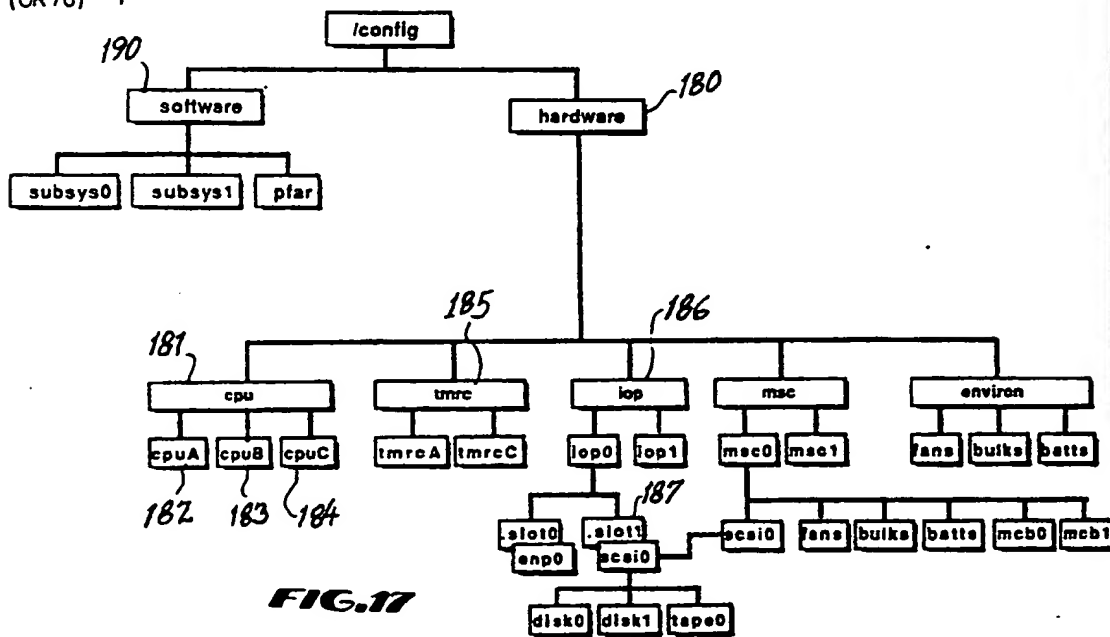 /config
190
software
hardware
180
subsys0 subsys1 pfar
185
186
181
cpu tmrc iop msc environ
cpuA cpuB cpuC tmrcA tmrcC iop0 iop1 msc0 msc1 fans bulks batts
182 183 184
187
.slot0 .slot1 scsi0 fans bulks batts mcb0 mcb1
enp0 scsi0
FIG.17
disk0 disk1 tape0